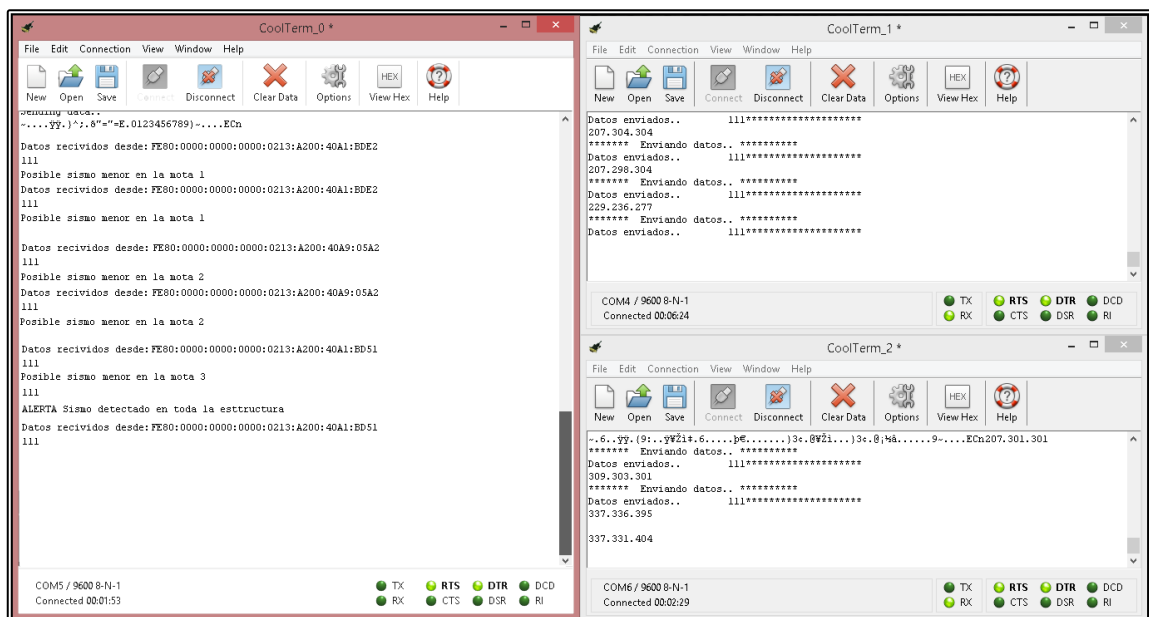 CoolTerm_0 *
File Edit Connection View Window Help
New Open Save Connect Disconnect Clear Data Options View Hex Help
HEX
Sending data..
~....ÿÿ.)^;.δ"="=E.0123456789)~....ECn
Datos recividos desde: FE80:0000:0000:0000:0213:A200:40A1:BDE2
111
Posible sismo menor en la mota 1
Datos recividos desde: FE80:0000:0000:0000:0213:A200:40A1:BDE2
111
Posible sismo menor en la mota 1
Datos recividos desde: FE80:0000:0000:0000:0213:A200:40A9:05A2
111
Posible sismo menor en la mota 2
Datos recividos desde: FE80:0000:0000:0000:0213:A200:40A9:05A2
111
Posible sismo menor en la mota 2
Datos recividos desde: FE80:0000:0000:0000:0213:A200:40A1:BD51
111
Posible sismo menor en la mota 3
111
ALERTA Sismo detectado en toda la esttructura
Datos recividos desde: FE80:0000:0000:0000:0213:A200:40A1:BD51
111
COM5 / 9600 8-N-1
Connected 00:01:53
TX RTS DTR DCD
RX CTS DSR RI
CoolTerm_1 *
File Edit Connection View Window Help
New Open Save Connect Disconnect Clear Data Options View Hex Help
HEX
Datos enviados.. 111********************
207.304.304
******* Enviando datos.. **********
Datos enviados.. 111********************
207.298.304
******* Enviando datos.. **********
Datos enviados.. 111********************
229.236.277
******* Enviando datos.. **********
Datos enviados.. 111********************
COM4 / 9600 8-N-1
Connected 00:06:24
TX RTS DTR DCD
RX CTS DSR RI
CoolTerm_2 *
File Edit Connection View Window Help
New Open Save Connect Disconnect Clear Data Options View Hex Help
HEX
207.301.301
******* Enviando datos.. **********
Datos enviados.. 111********************
309.303.301
******* Enviando datos.. **********
Datos enviados.. 111********************
337.336.395
337.331.404
COM6 / 9600 8-N-1
Connected 00:02:29
TX RTS DTR DCD
RX CTS DSR RI